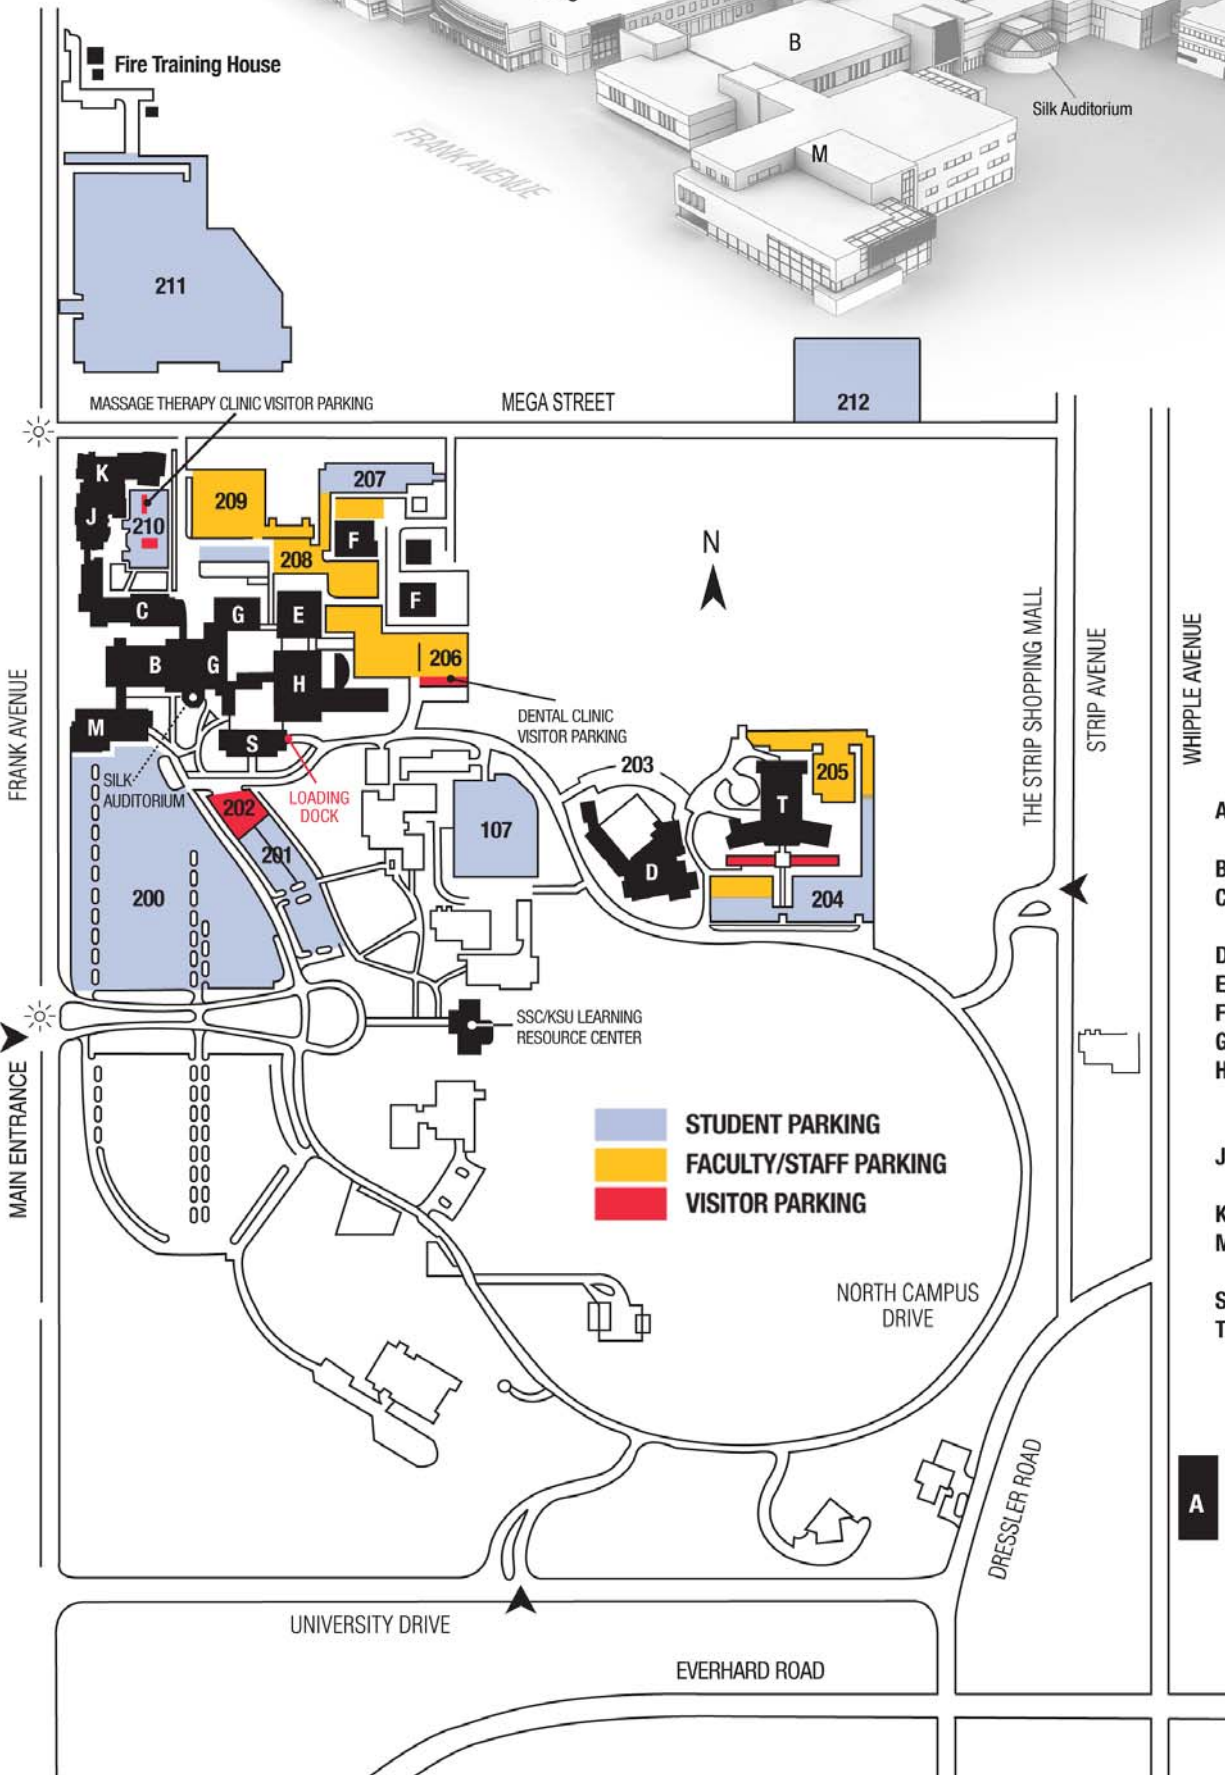 B
Silk Auditorium
M
FRANK AVENUE
Fire Training House
211
MASSAGE THERAPY CLINIC VISITOR PARKING
MEGA STREET
212
K
J
210
209
207
208
F
F
N
C
G
E
B
G
H
206
M
S
DENTAL CLINIC
VISITOR PARKING
SILK
AUDITORIUM
LOADING
DOCK
202
201
200
107
203
D
T
205
204
FRANK AVENUE
THE STRIP SHOPPING MALL
STRIP AVENUE
WHIPPLE AVENUE
SSC/KSU LEARNING
RESOURCE CENTER
MAIN ENTRANCE
STUDENT PARKING
FACULTY/STAFF PARKING
VISITOR PARKING
NORTH CAMPUS
DRIVE
DRESSLER ROAD
UNIVERSITY DRIVE
EVERHARD ROAD
A
A
B
C
D
E
F
G
H
J
K
M
S
T